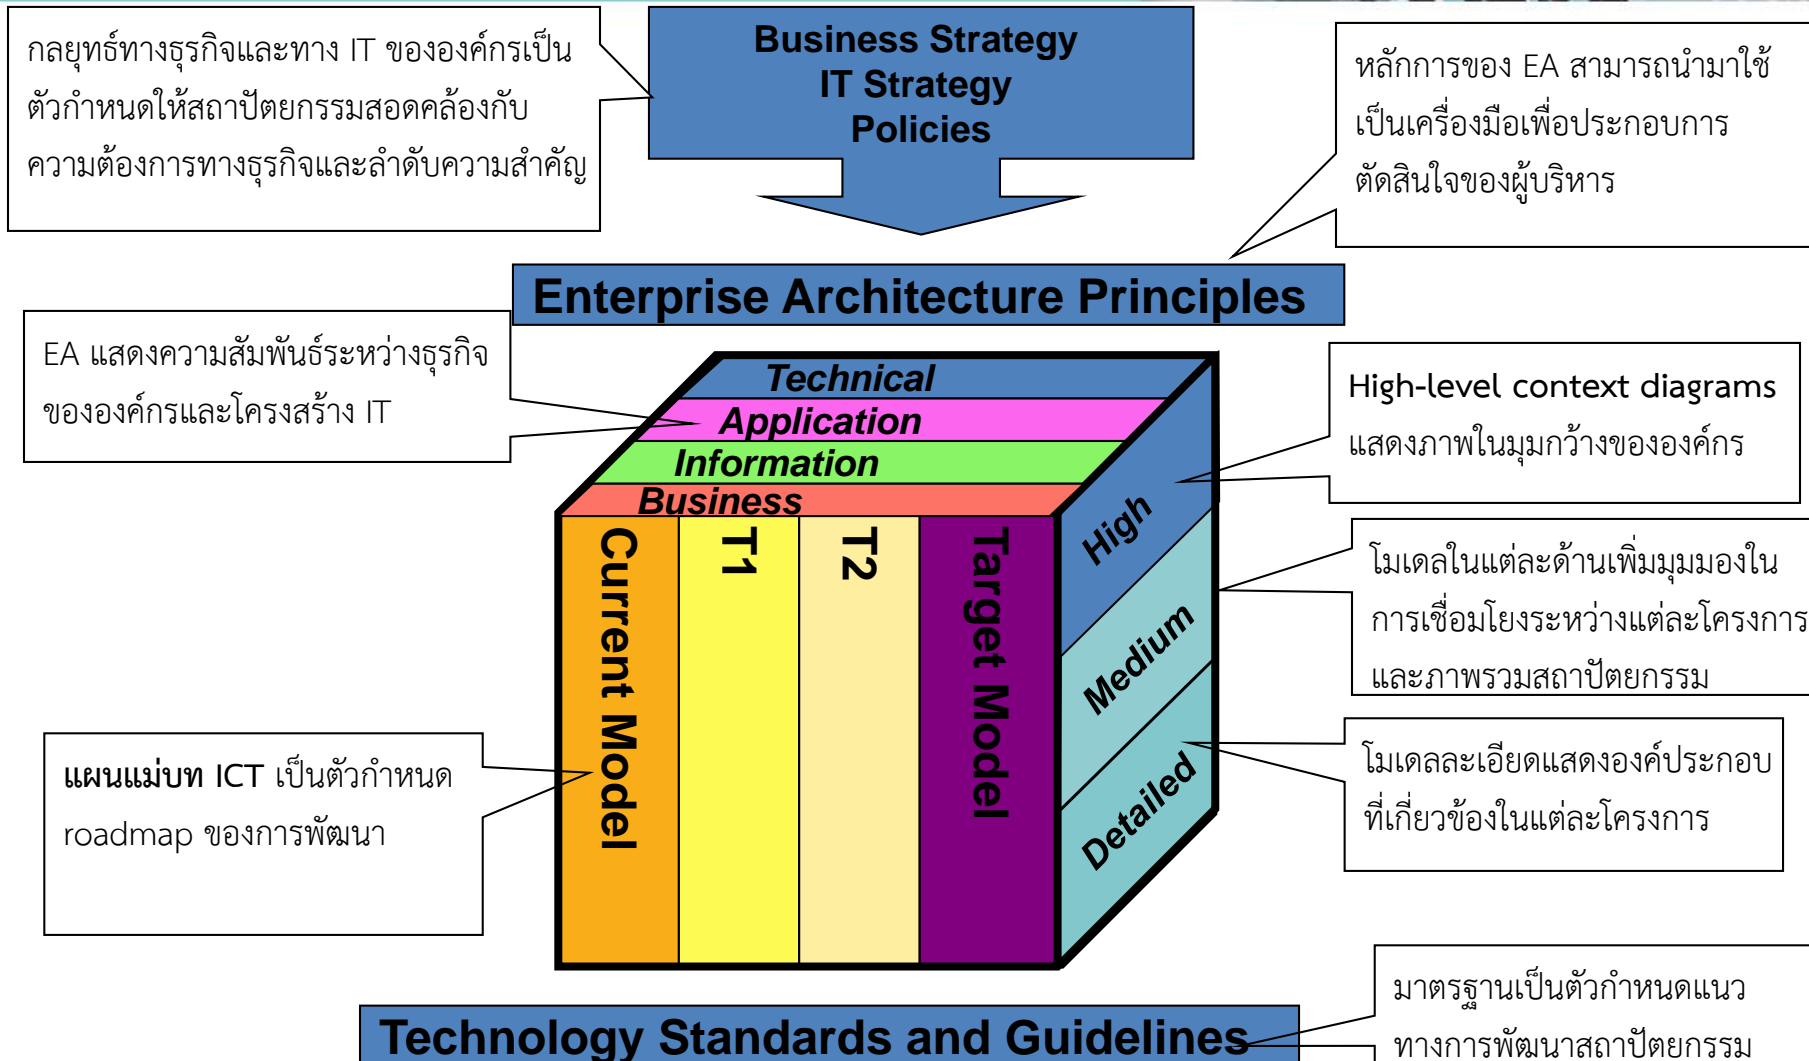 กลยุทธ์ทางธุรกิจและทาง IT ขององค์กรเป็น
ตัวกำหนดให้สถาปัตยกรรมสอดคล้องกับ
ความต้องการทางธุรกิจและลำดับความสำคัญ
Business Strategy
IT Strategy
Policies
หลักการของ EA สามารถนำมาใช้
เป็นเครื่องมือเพื่อประกอบการ
ตัดสินใจของผู้บริหาร
Enterprise Architecture Principles
EA แสดงความสัมพันธ์ระหว่างธุรกิจ
ขององค์กรและโครงสร้าง IT
Technical
Application
Information
Business
Current Model
T1
T2
Target Model
High
Medium
Detailed
High-level context diagrams
แสดงภาพในมุมกว้างขององค์กร
โมเดลในแต่ละด้านเพิ่มมุมมองใน
การเชื่อมโยงระหว่างแต่ละโครงการ
และภาพรวมสถาปัตยกรรม
แผนแม่บท ICT เป็นตัวกำหนด
roadmap ของการพัฒนา
โมเดลละเอียดแสดงองค์ประกอบ
ที่เกี่ยวข้องในแต่ละโครงการ
Technology Standards and Guidelines
มาตรฐานเป็นตัวกำหนดแนว
ทางการพัฒนาสถาปัตยกรรม